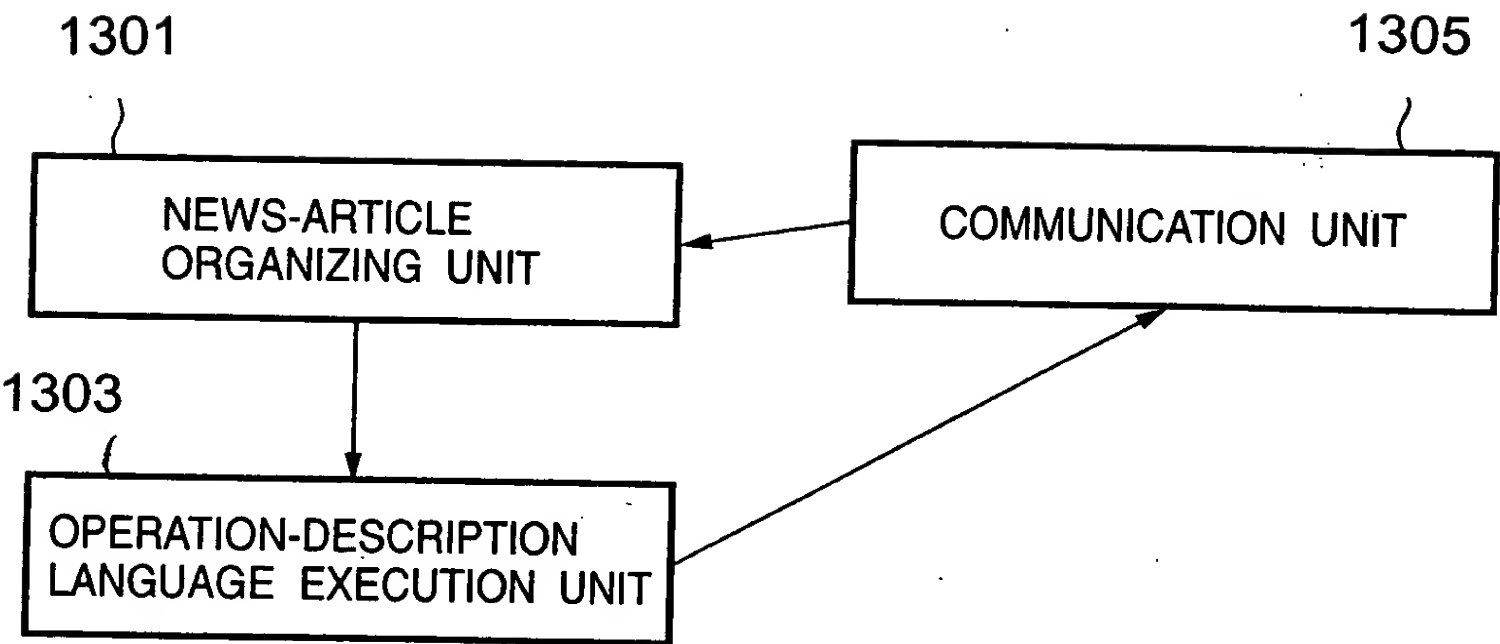 1301
1305
NEWS-ARTICLE
ORGANIZING UNIT
COMMUNICATION UNIT
1303
OPERATION-DESCRIPTION
LANGUAGE EXECUTION UNIT